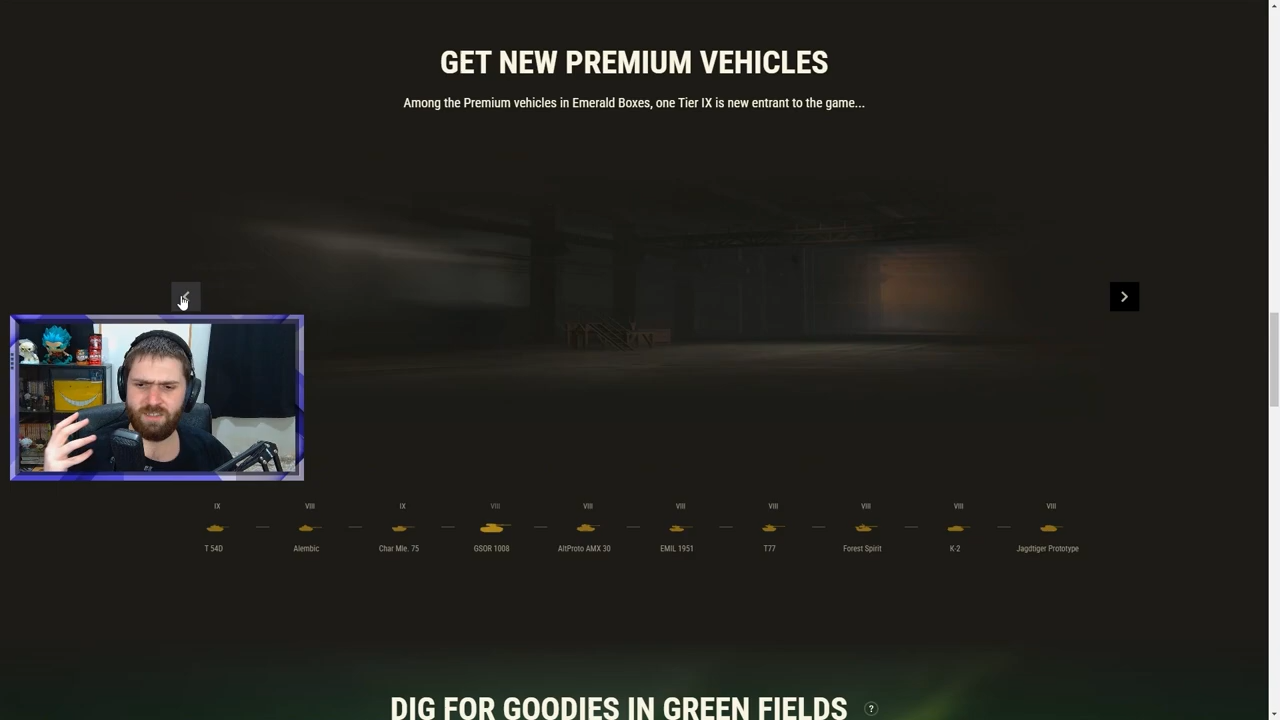 GET NEW PREMIUM VEHICLES
Among the Premium vehicles in Emerald Boxes, one Tier IX is new entrant to the game...
IX VIII IX VIII VIII VIII VIII VIII VIII VIII
T 54D Alembic Char Mle. 75 GSOR 1008 AltProto AMX 30 EMIL 1951 T77 Forest Spirit K-2 Jagdtiger Prototype
DIG FOR GOODIES IN GREEN FIELDS ?